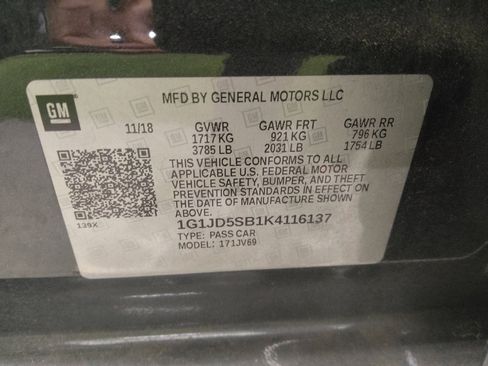 GM
MFD BY GENERAL MOTORS LLC
11/18 GVWR GAWR FRT GAWR RR
1717 KG 921 KG 796 KG
3785 LB 2031 LB 1754 LB
THIS VEHICLE CONFORMS TO ALL
APPLICABLE U.S. FEDERAL MOTOR
VEHICLE SAFETY, BUMPER, AND THEFT
PREVENTION STANDARDS IN EFFECT ON
THE DATE OF MANUFACTURE SHOWN ABOVE.
139X
1G1JD5SB1K4116137
TYPE: PASS CAR
MODEL: 171JV69